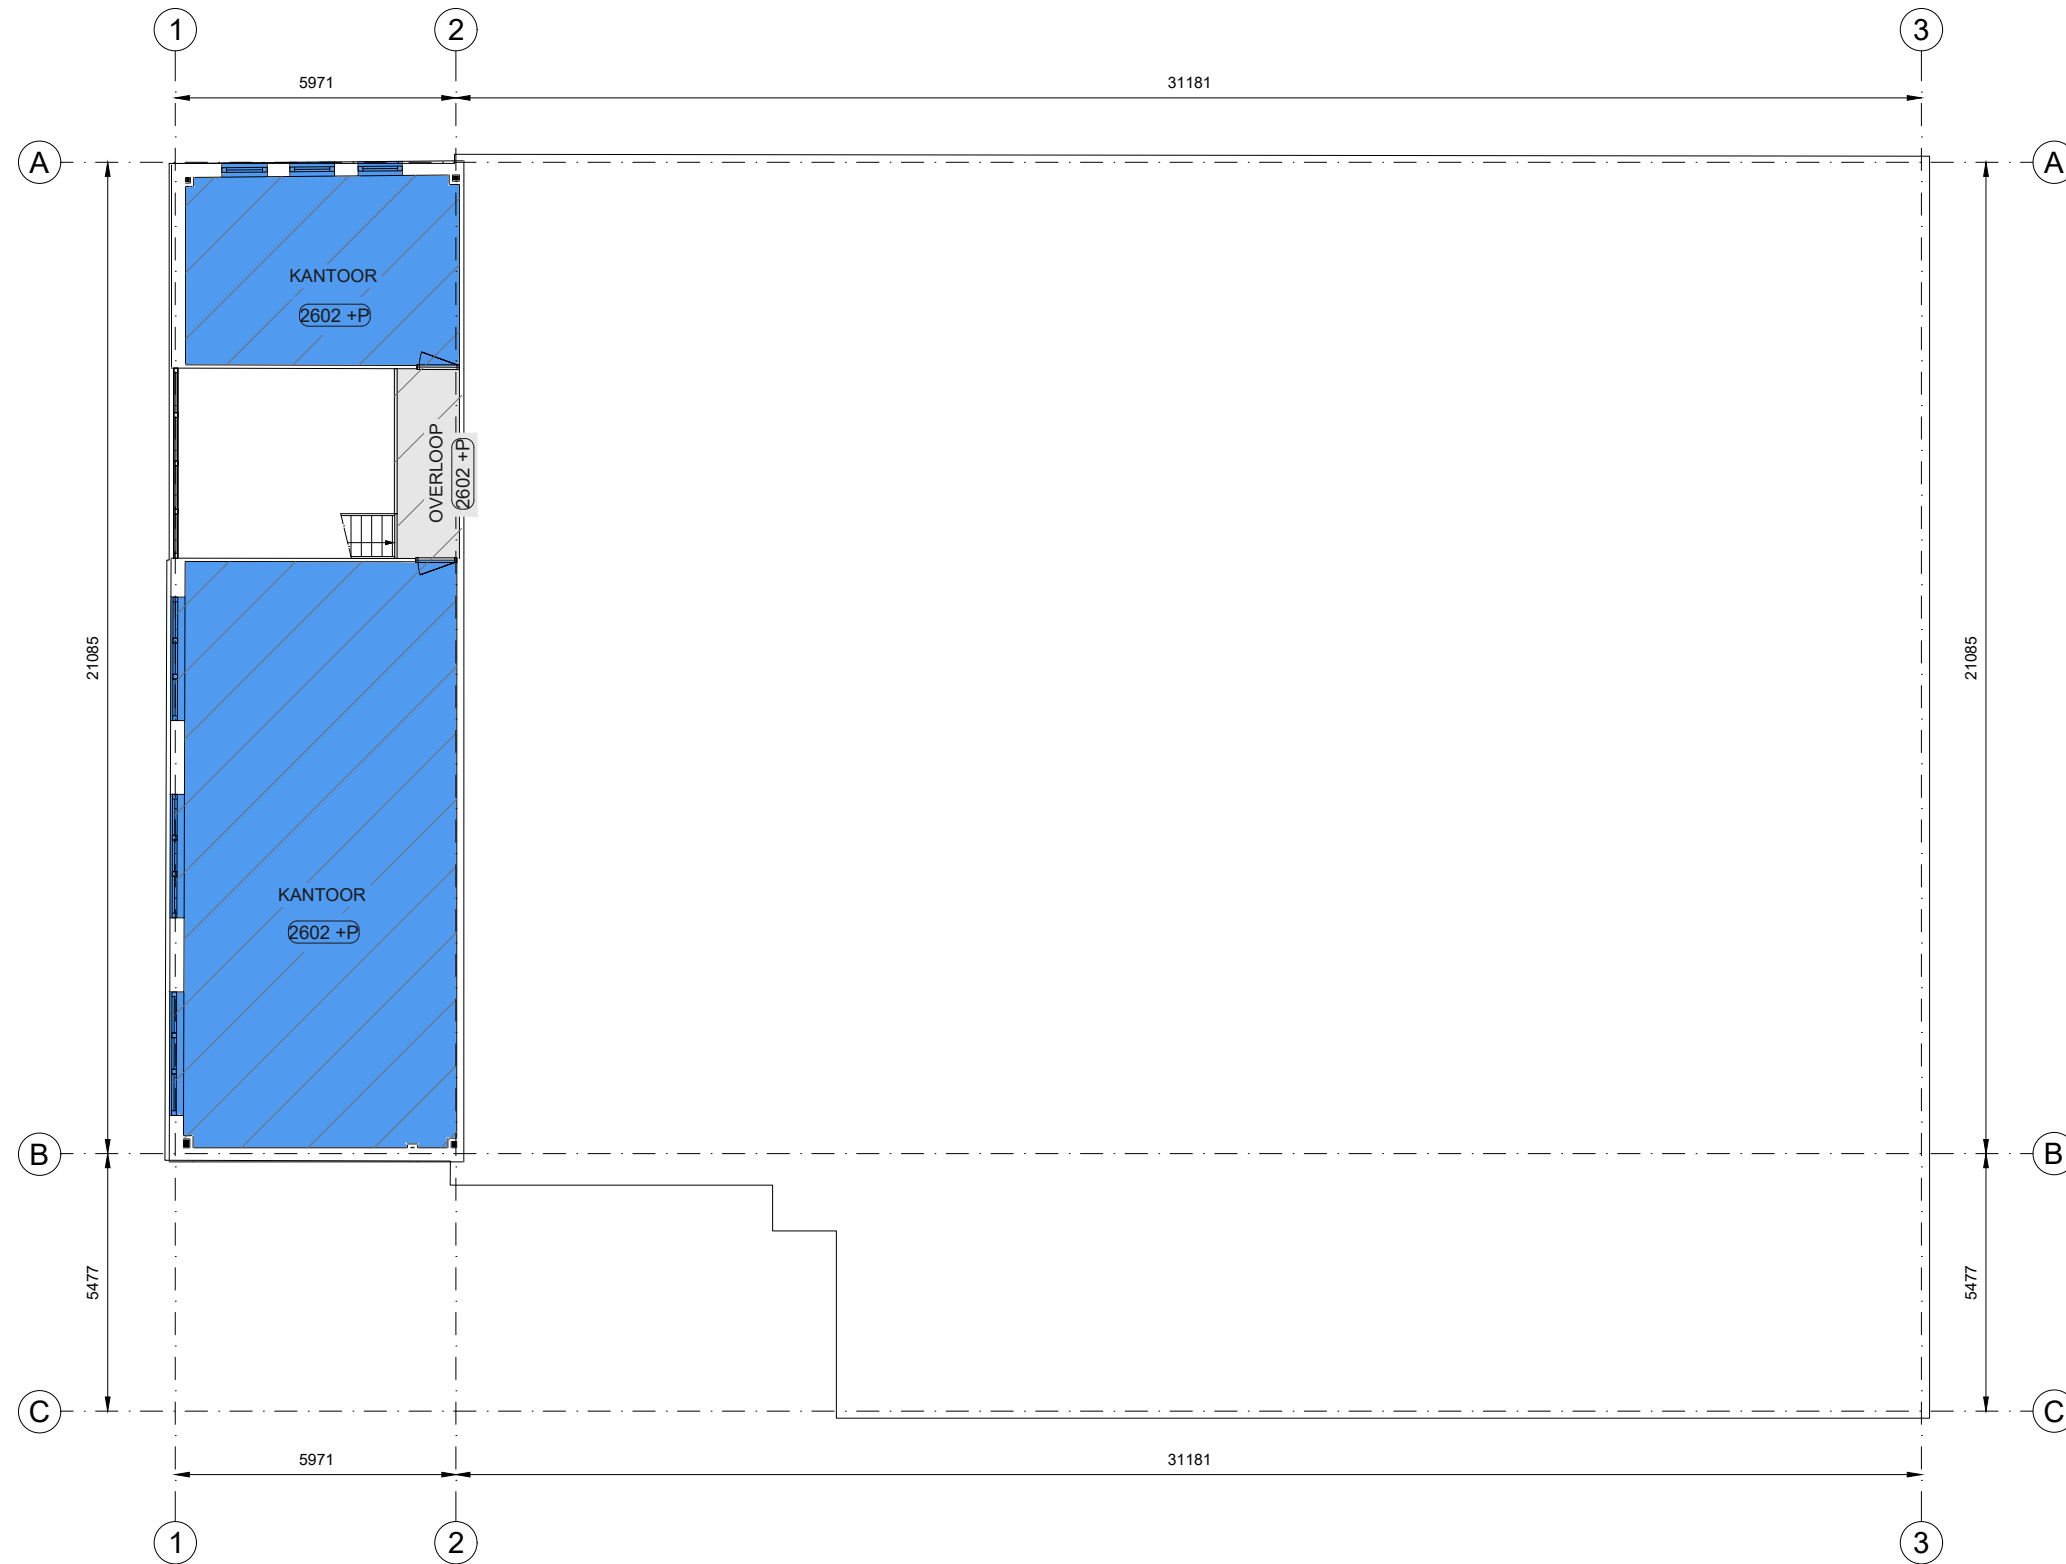 1
2
3
5971
31181
A
A
KANTOOR
2602 +P
OVERLOOP
2602 +P
21085
21085
KANTOOR
2602 +P
B
B
5477
5477
C
C
5971
31181
1
2
3